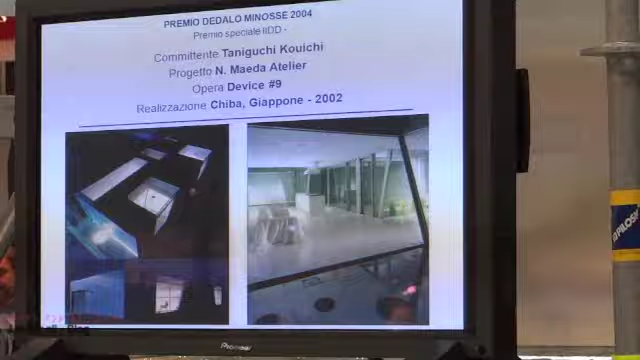 PREMIO DEDALO MINOSSE 2004
Premio speciale IIDD -
Committente Taniguchi Kouichi
Progetto N. Maeda Atelier
Opera Device #9
Realizzazione Chiba, Giappone - 2002
Pioneer
PILOSIO